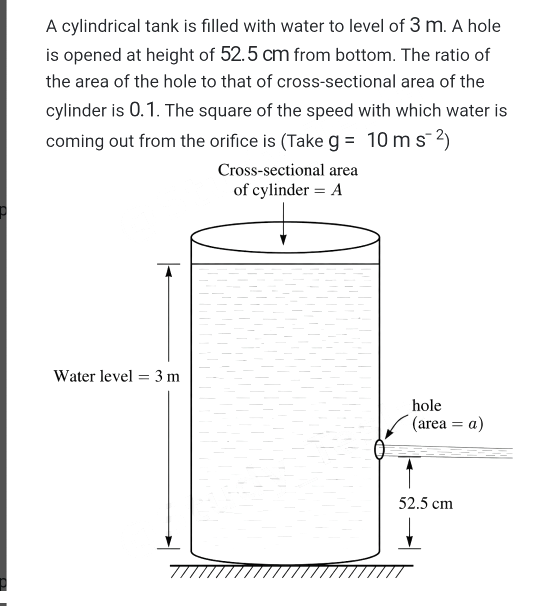 A cylindrical tank is filled with water to level of 3 m. A hole
is opened at height of 52.5 cm from bottom. The ratio of
the area of the hole to that of cross-sectional area of the
cylinder is 0.1. The square of the speed with which water is
coming out from the orifice is (Take g = 10 m s⁻²)
Cross-sectional area
of cylinder = A
Water level = 3 m
hole
(area = a)
52.5 cm